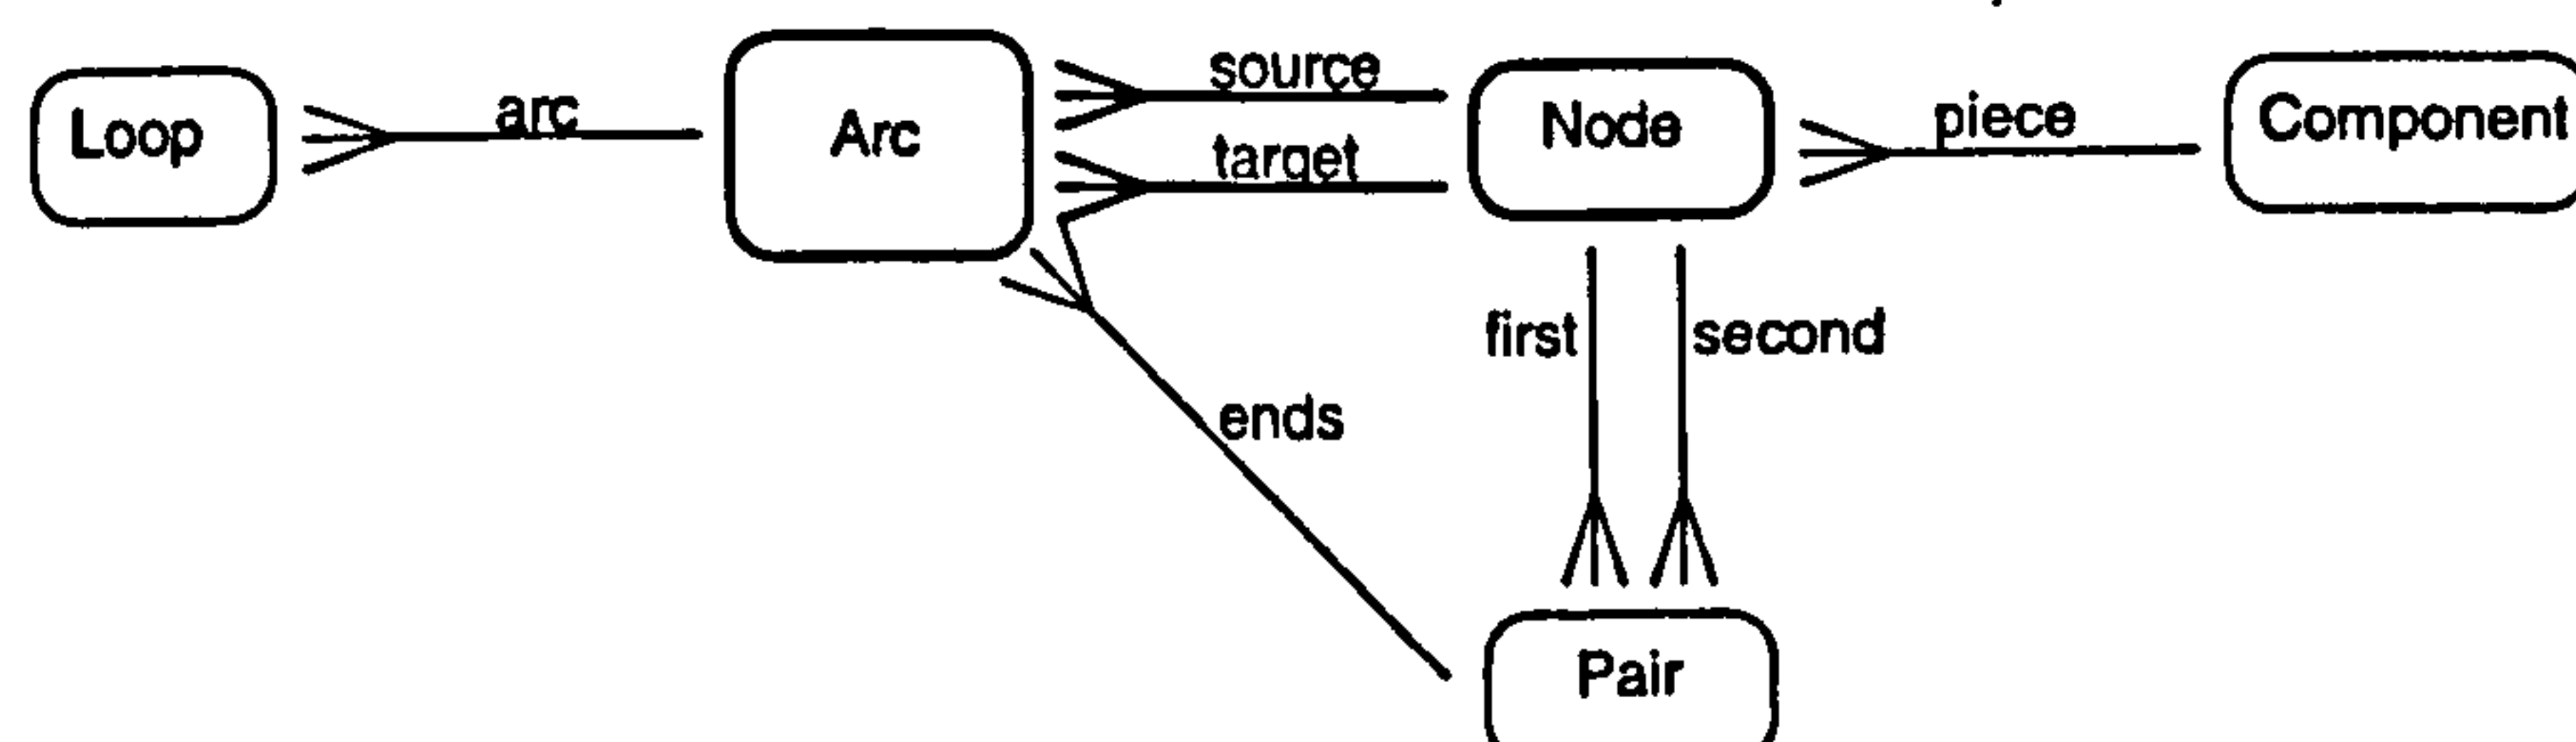 source
Loop
arc
Arc
Node
piece
Component
target
first
second
ends
Pair